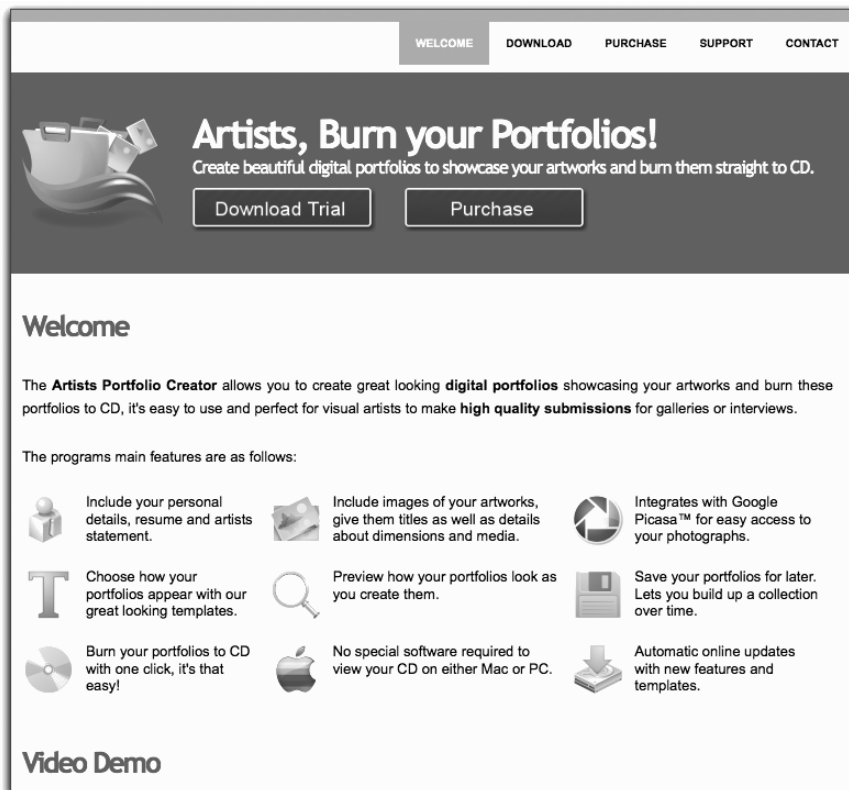 WELCOME DOWNLOAD PURCHASE SUPPORT CONTACT
Artists, Burn your Portfolios!
Create beautiful digital portfolios to showcase your artworks and burn them straight to CD.
Download Trial
Purchase
Welcome
The Artists Portfolio Creator allows you to create great looking digital portfolios showcasing your artworks and burn these
portfolios to CD, it's easy to use and perfect for visual artists to make high quality submissions for galleries or interviews.
The programs main features are as follows:
Include your personal
details, resume and artists
statement.
Include images of your artworks,
give them titles as well as details
about dimensions and media.
Integrates with Google
Picasa™ for easy access to
your photographs.
Choose how your
portfolios appear with our
great looking templates.
Preview how your portfolios look as
you create them.
Save your portfolios for later.
Lets you build up a collection
over time.
Burn your portfolios to CD
with one click, it's that
easy!
No special software required to
view your CD on either Mac or PC.
Automatic online updates
with new features and
templates.
Video Demo